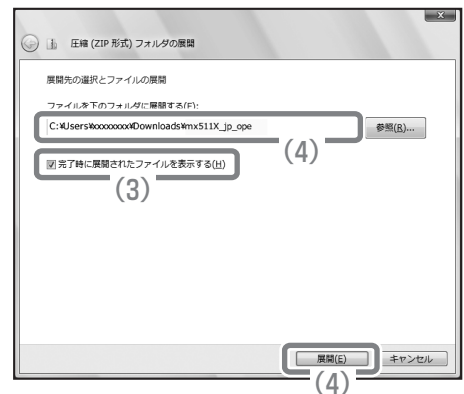 圧縮 (ZIP 形式) フォルダの展開
展開先の選択とファイルの展開
ファイルを下のフォルダに展開する(F):
C:¥Users¥xxxxxxxx¥Downloads¥mx511X_jp_ope
参照(R)...
(4)
完了時に展開されたファイルを表示する(H)
(3)
展開(E)
キャンセル
(4)